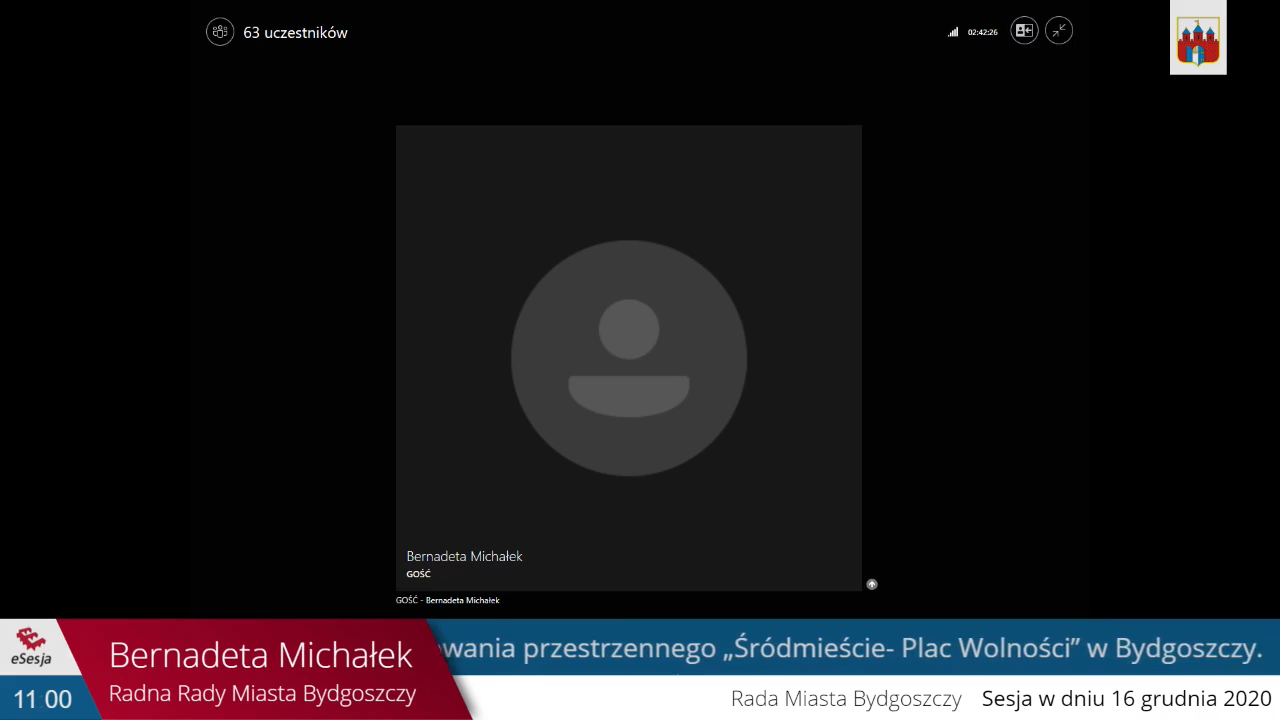 63 uczestników
02:42:26
Bernadeta Michałek
GOŚĆ
GOŚĆ - Bernadeta Michałek
eSesja
Bernadeta Michałek
Radna Rady Miasta Bydgoszczy
owania przestrzennego „Śródmieście- Plac Wolności” w Bydgoszczy.
11:00
Rada Miasta Bydgoszczy Sesja w dniu 16 grudnia 2020